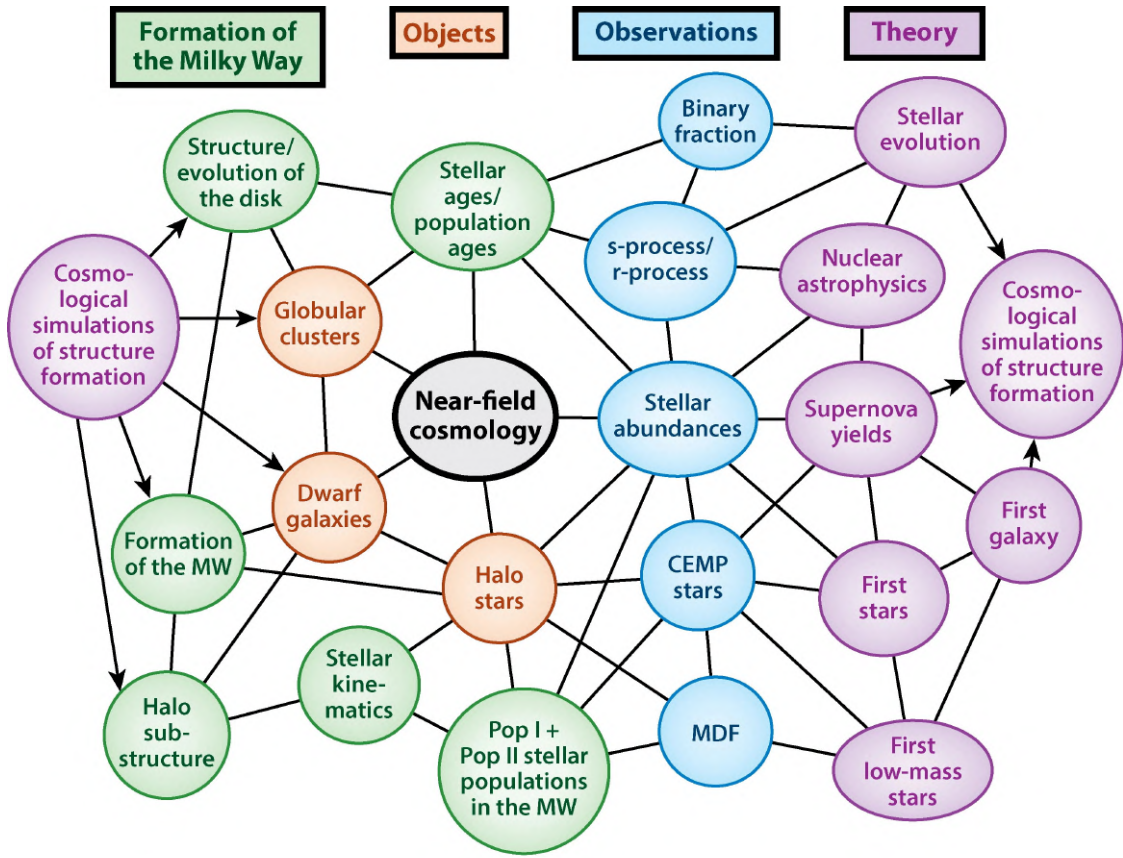 Formation of
the Milky Way
Objects
Observations
Theory
Structure/
evolution of
the disk
Stellar
ages/
population
ages
Binary
fraction
Stellar
evolution
Cosmo-
logical
simulations
of structure
formation
Globular
clusters
s-process/
r-process
Nuclear
astrophysics
Cosmo-
logical
simulations
of structure
formation
Near-field
cosmology
Stellar
abundances
Supernova
yields
Dwarf
galaxies
Formation
of the MW
Halo
stars
CEMP
stars
First
stars
First
galaxy
Halo
sub-
structure
Stellar
kine-
matics
Pop I +
Pop II stellar
populations
in the MW
MDF
First
low-mass
stars